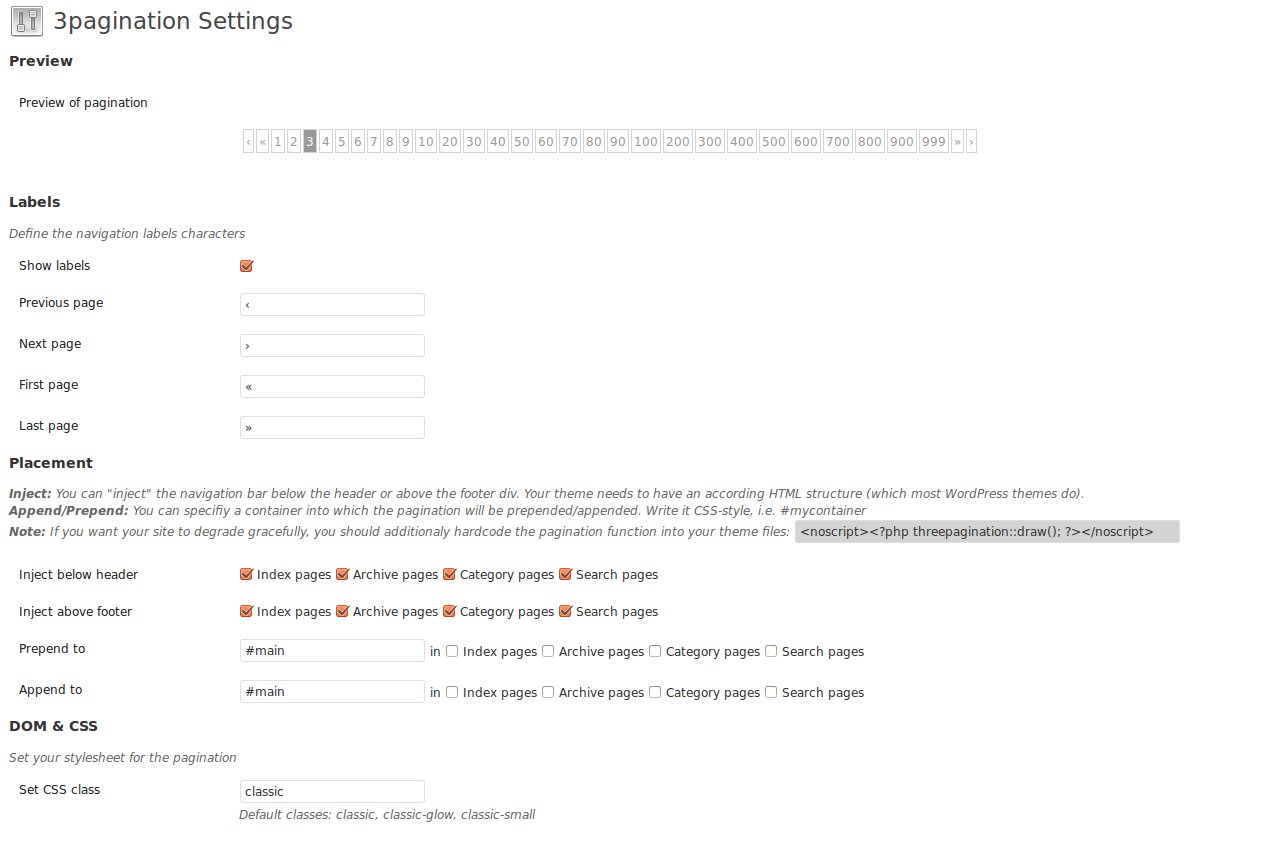 3pagination Settings
Preview
Preview of pagination
‹ « 1 2 3 4 5 6 7 8 9 10 20 30 40 50 60 70 80 90 100 200 300 400 500 600 700 800 900 999 » ›
Labels
Define the navigation labels characters
Show labels
Previous page ‹
Next page ›
First page «
Last page »
Placement
Inject: You can "inject" the navigation bar below the header or above the footer div. Your theme needs to have an according HTML structure (which most WordPress themes do).
Append/Prepend: You can specifiy a container into which the pagination will be prepended/appended. Write it CSS-style, i.e. #mycontainer
Note: If you want your site to degrade gracefully, you should additionaly hardcode the pagination function into your theme files: <noscript><?php threepagination::draw(); ?></noscript>
Inject below header Index pages Archive pages Category pages Search pages
Inject above footer Index pages Archive pages Category pages Search pages
Prepend to #main in Index pages Archive pages Category pages Search pages
Append to #main in Index pages Archive pages Category pages Search pages
DOM & CSS
Set your stylesheet for the pagination
Set CSS class classic
Default classes: classic, classic-glow, classic-small